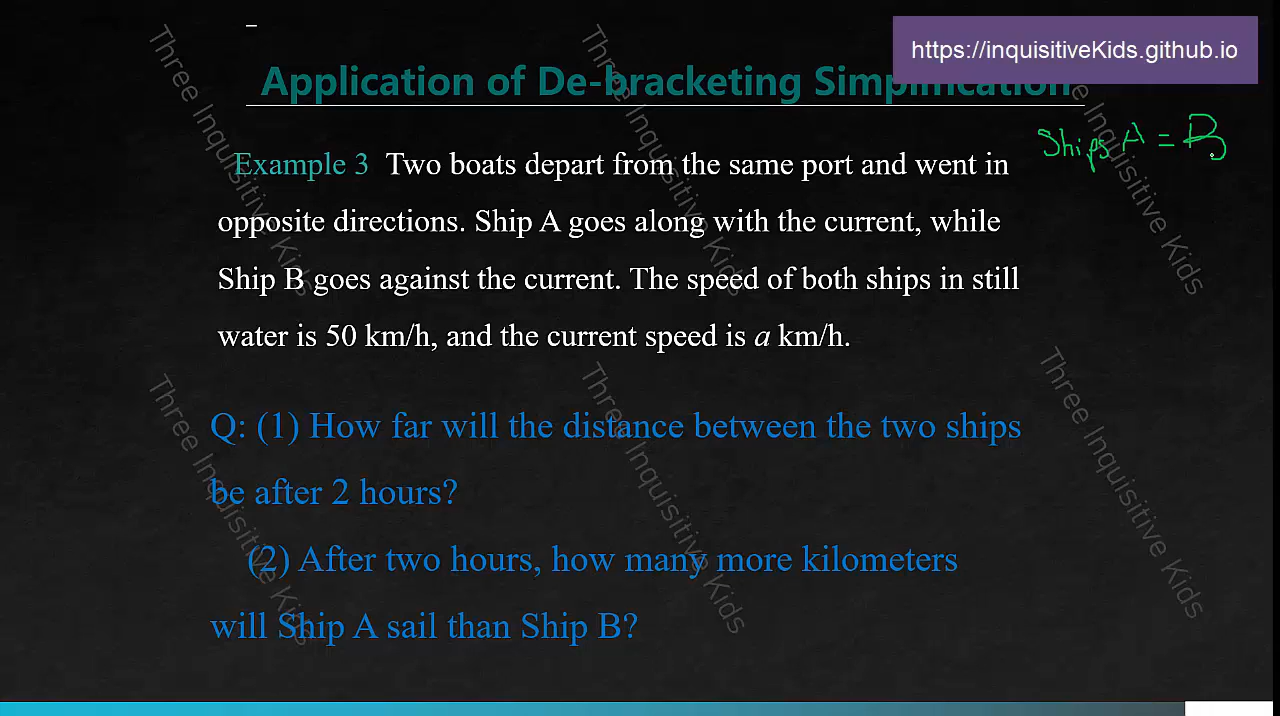 https://inquisitiveKids.github.io
Application of De-bracketing Simplification
Ships A = B
Example 3 Two boats depart from the same port and went in
opposite directions. Ship A goes along with the current, while
Ship B goes against the current. The speed of both ships in still
water is 50 km/h, and the current speed is a km/h.
Q: (1) How far will the distance between the two ships
be after 2 hours?
(2) After two hours, how many more kilometers
will Ship A sail than Ship B?
Three Inquisitive Kids
Three Inquisitive Kids
Three Inquisitive Kids
Three Inquisitive Kids
Three Inquisitive Kids
Three Inquisitive Kids